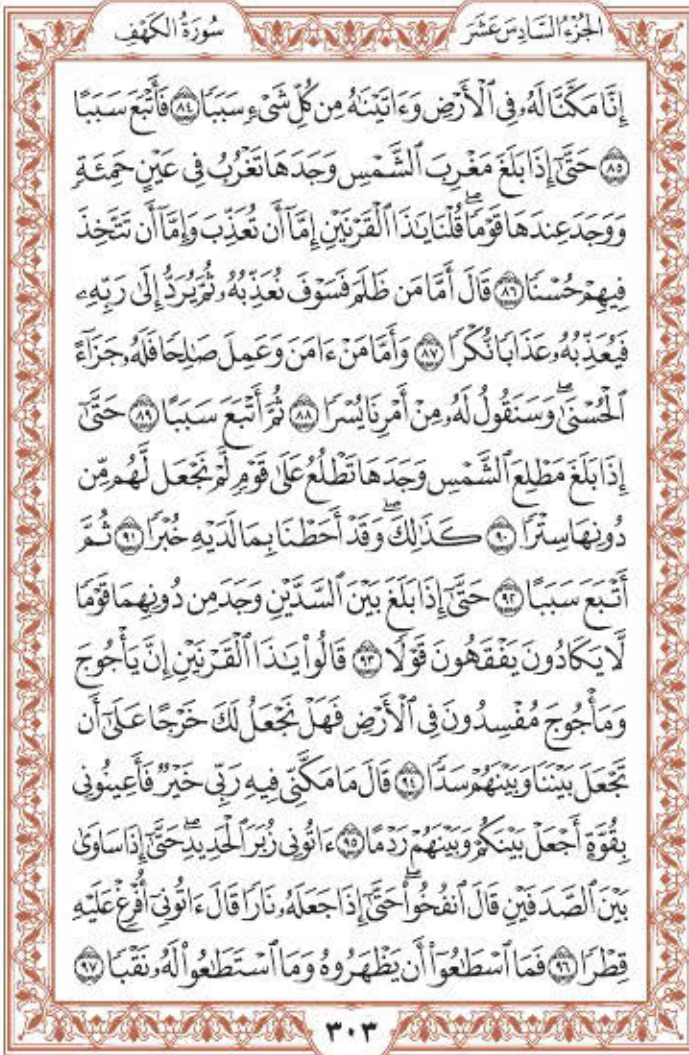 الجُزْءُ السَّادِسَ عَشَرَ
سُورَةُ الكَهْفِ
إِنَّا مَكَّنَّا لَهُۥ فِى ٱلْأَرْضِ وَءَاتَيْنَٰهُ مِن كُلِّ شَىْءٍ سَبَبًا ٨٤ فَأَتْبَعَ سَبَبًا
٨٥ حَتَّىٰٓ إِذَا بَلَغَ مَغْرِبَ ٱلشَّمْسِ وَجَدَهَا تَغْرُبُ فِى عَيْنٍ حَمِئَةٍ
وَوَجَدَ عِندَهَا قَوْمًاۖ قُلْنَا يَٰذَا ٱلْقَرْنَيْنِ إِمَّآ أَن تُعَذِّبَ وَإِمَّآ أَن تَتَّخِذَ
فِيهِمْ حُسْنًا ٨٦ قَالَ أَمَّا مَن ظَلَمَ فَسَوْفَ نُعَذِّبُهُۥ ثُمَّ يُرَدُّ إِلَىٰ رَبِّهِۦ
فَيُعَذِّبُهُۥ عَذَابًا نُّكْرًا ٨٧ وَأَمَّا مَنْ ءَامَنَ وَعَمِلَ صَٰلِحًا فَلَهُۥ جَزَآءً
ٱلْحُسْنَىٰۖ وَسَنَقُولُ لَهُۥ مِنْ أَمْرِنَا يُسْرًا ٨٨ ثُمَّ أَتْبَعَ سَبَبًا ٨٩ حَتَّىٰٓ
إِذَا بَلَغَ مَطْلِعَ ٱلشَّمْسِ وَجَدَهَا تَطْلُعُ عَلَىٰ قَوْمٍ لَّمْ نَجْعَل لَّهُم مِّن
دُونِهَا سِتْرًا ٩٠ كَذَٰلِكَۖ وَقَدْ أَحَطْنَا بِمَا لَدَيْهِ خُبْرًا ٩١ ثُمَّ
أَتْبَعَ سَبَبًا ٩٢ حَتَّىٰٓ إِذَا بَلَغَ بَيْنَ ٱلسَّدَّيْنِ وَجَدَ مِن دُونِهِمَا قَوْمًا
لَّا يَكَادُونَ يَفْقَهُونَ قَوْلًا ٩٣ قَالُوا۟ يَٰذَا ٱلْقَرْنَيْنِ إِنَّ يَأْجُوجَ
وَمَأْجُوجَ مُفْسِدُونَ فِى ٱلْأَرْضِ فَهَلْ نَجْعَلُ لَكَ خَرْجًا عَلَىٰٓ أَن
تَجْعَلَ بَيْنَنَا وَبَيْنَهُمْ سَدًّا ٩٤ قَالَ مَا مَكَّنِّى فِيهِ رَبِّى خَيْرٌ فَأَعِينُونِى
بِقُوَّةٍ أَجْعَلْ بَيْنَكُمْ وَبَيْنَهُمْ رَدْمًا ٩٥ ءَاتُونِى زُبَرَ ٱلْحَدِيدِۖ حَتَّىٰٓ إِذَا سَاوَىٰ
بَيْنَ ٱلصَّدَفَيْنِ قَالَ ٱنفُخُوا۟ۖ حَتَّىٰٓ إِذَا جَعَلَهُۥ نَارًا قَالَ ءَاتُونِىٓ أُفْرِغْ عَلَيْهِ
قِطْرًا ٩٦ فَمَا ٱسْطَٰعُوٓا۟ أَن يَظْهَرُوهُ وَمَا ٱسْتَطَٰعُوا۟ لَهُۥ نَقْبًا ٩٧
٣٠٣